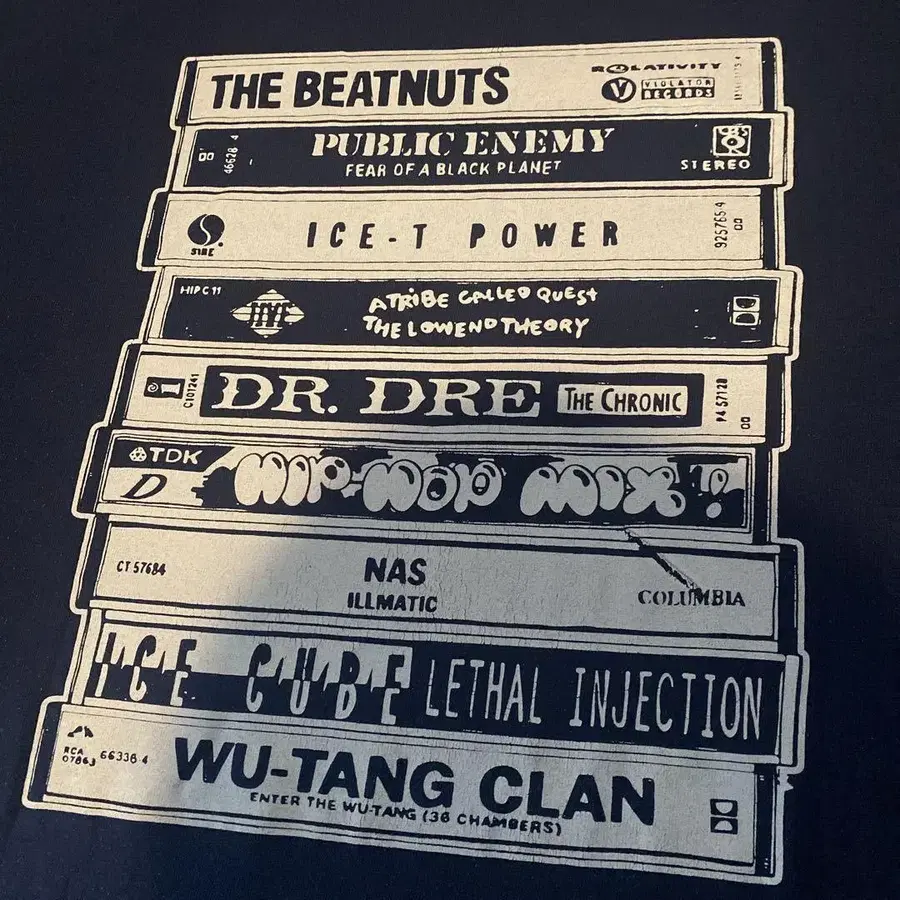 THE BEATNUTS
RELATIVITY
V VIOLATOR
RECORDS
PUBLIC ENEMY
FEAR OF A BLACK PLANET
46628 4
STEREO
SIRE
ICE-T POWER
925765-4
HIP C 11
A TRIBE CALLED QUEST
THE LOW END THEORY
C101241
DR. DRE
THE CHRONIC
P4 57128
TDK
D
HIP-HOP MIX!
CT 57684
NAS
ILLMATIC
COLUMBIA
ICE CUBE LETHAL INJECTION
RCA
07863
66336 4
WU-TANG CLAN
ENTER THE WU-TANG (36 CHAMBERS)